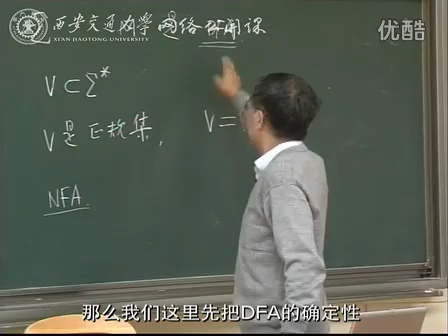 西安交通大学 网络公开课
XI'AN JIAOTONG UNIVERSITY
优酷
V ⊂ Σ*
V是正规集,
V =
NFA
那么我们这里先把DFA的确定性